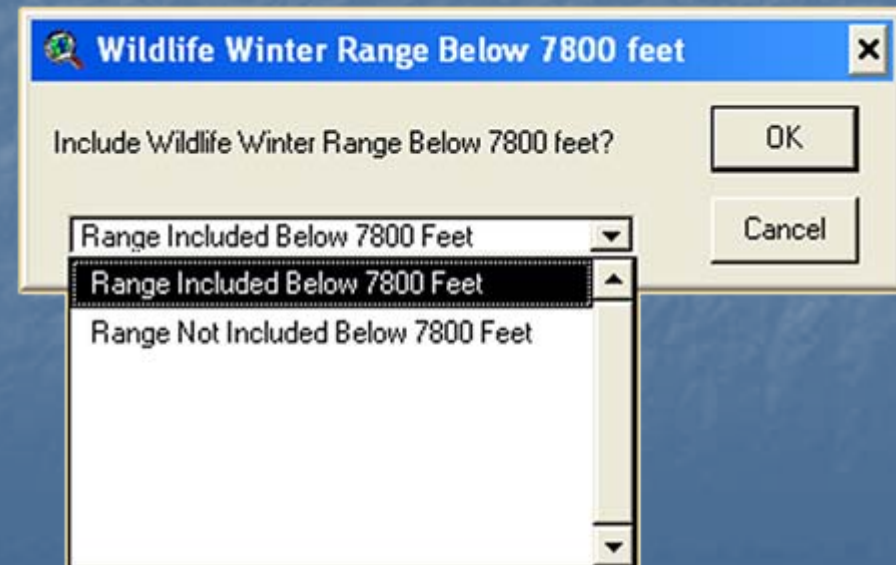 Wildlife Winter Range Below 7800 feet
Include Wildlife Winter Range Below 7800 feet?
OK
Cancel
Range Included Below 7800 Feet
Range Included Below 7800 Feet
Range Not Included Below 7800 Feet